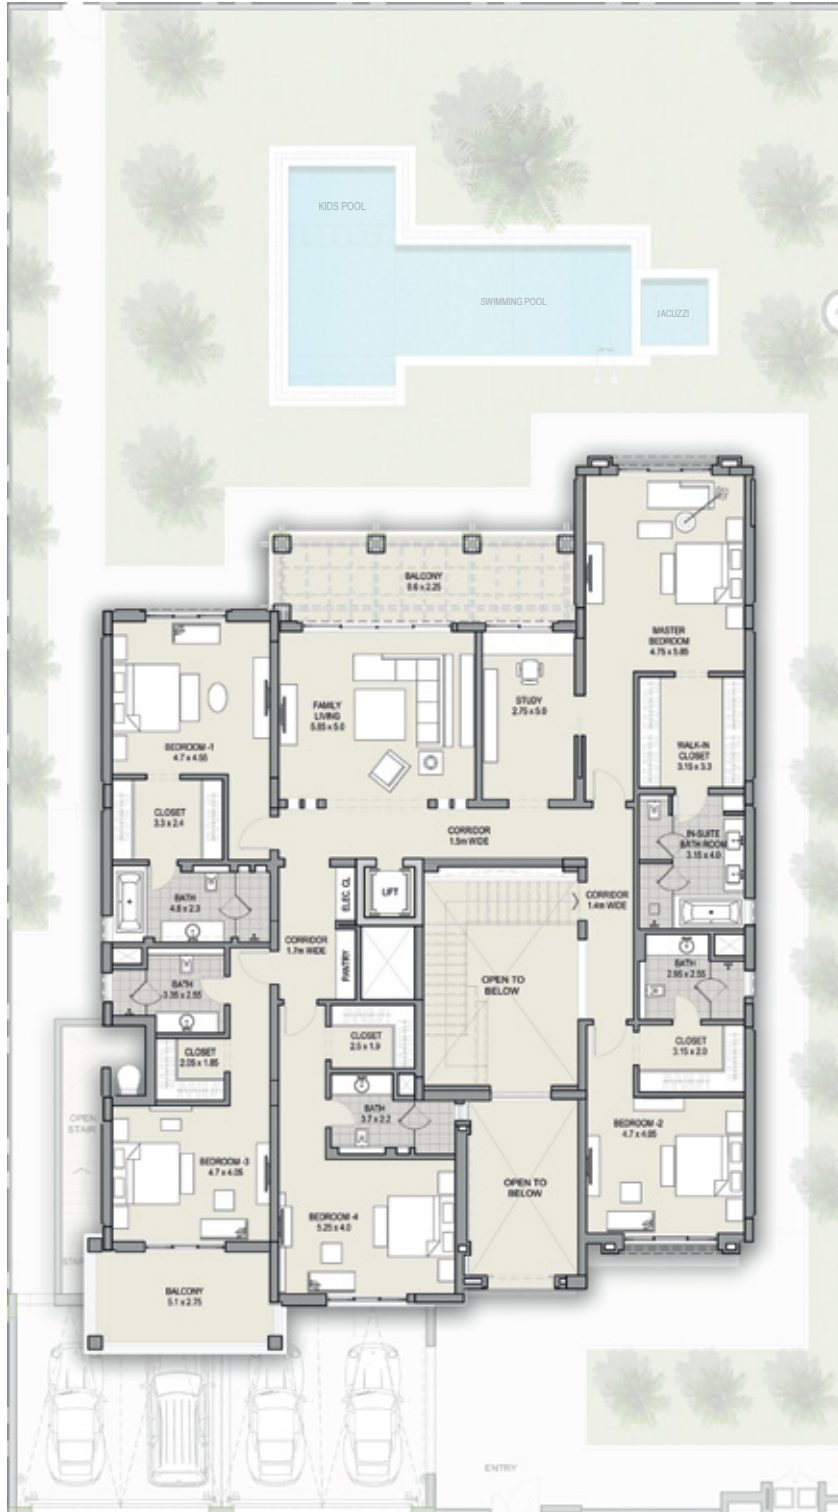 KIDS POOL
SWIMMING POOL
JACUZZI
BALCONY
8.6 x 2.25
MASTER
BEDROOM
4.75 x 5.85
FAMILY
LIVING
5.85 x 5.0
STUDY
2.75 x 5.0
BEDROOM -1
4.7 x 4.55
WALK-IN
CLOSET
3.15 x 3.3
CLOSET
3.3 x 2.4
CORRIDOR
1.5m WIDE
IN-SUITE
BATH ROOM
3.15 x 4.0
LIFT
ELEC. CL.
BATH
4.8 x 2.3
CORRIDOR
1.4m WIDE
CORRIDOR
1.7m WIDE
PANTRY
OPEN TO
BELOW
BATH
2.95 x 2.55
BATH
3.35 x 2.55
CLOSET
2.5 x 1.9
CLOSET
3.15 x 2.0
CLOSET
2.05 x 1.85
BATH
3.7 x 2.2
OPEN
STAIR
BEDROOM -2
4.7 x 4.05
BEDROOM -3
4.7 x 4.05
OPEN TO
BELOW
BEDROOM -4
5.25 x 4.0
STAIR
BALCONY
5.1 x 2.75
ENTRY